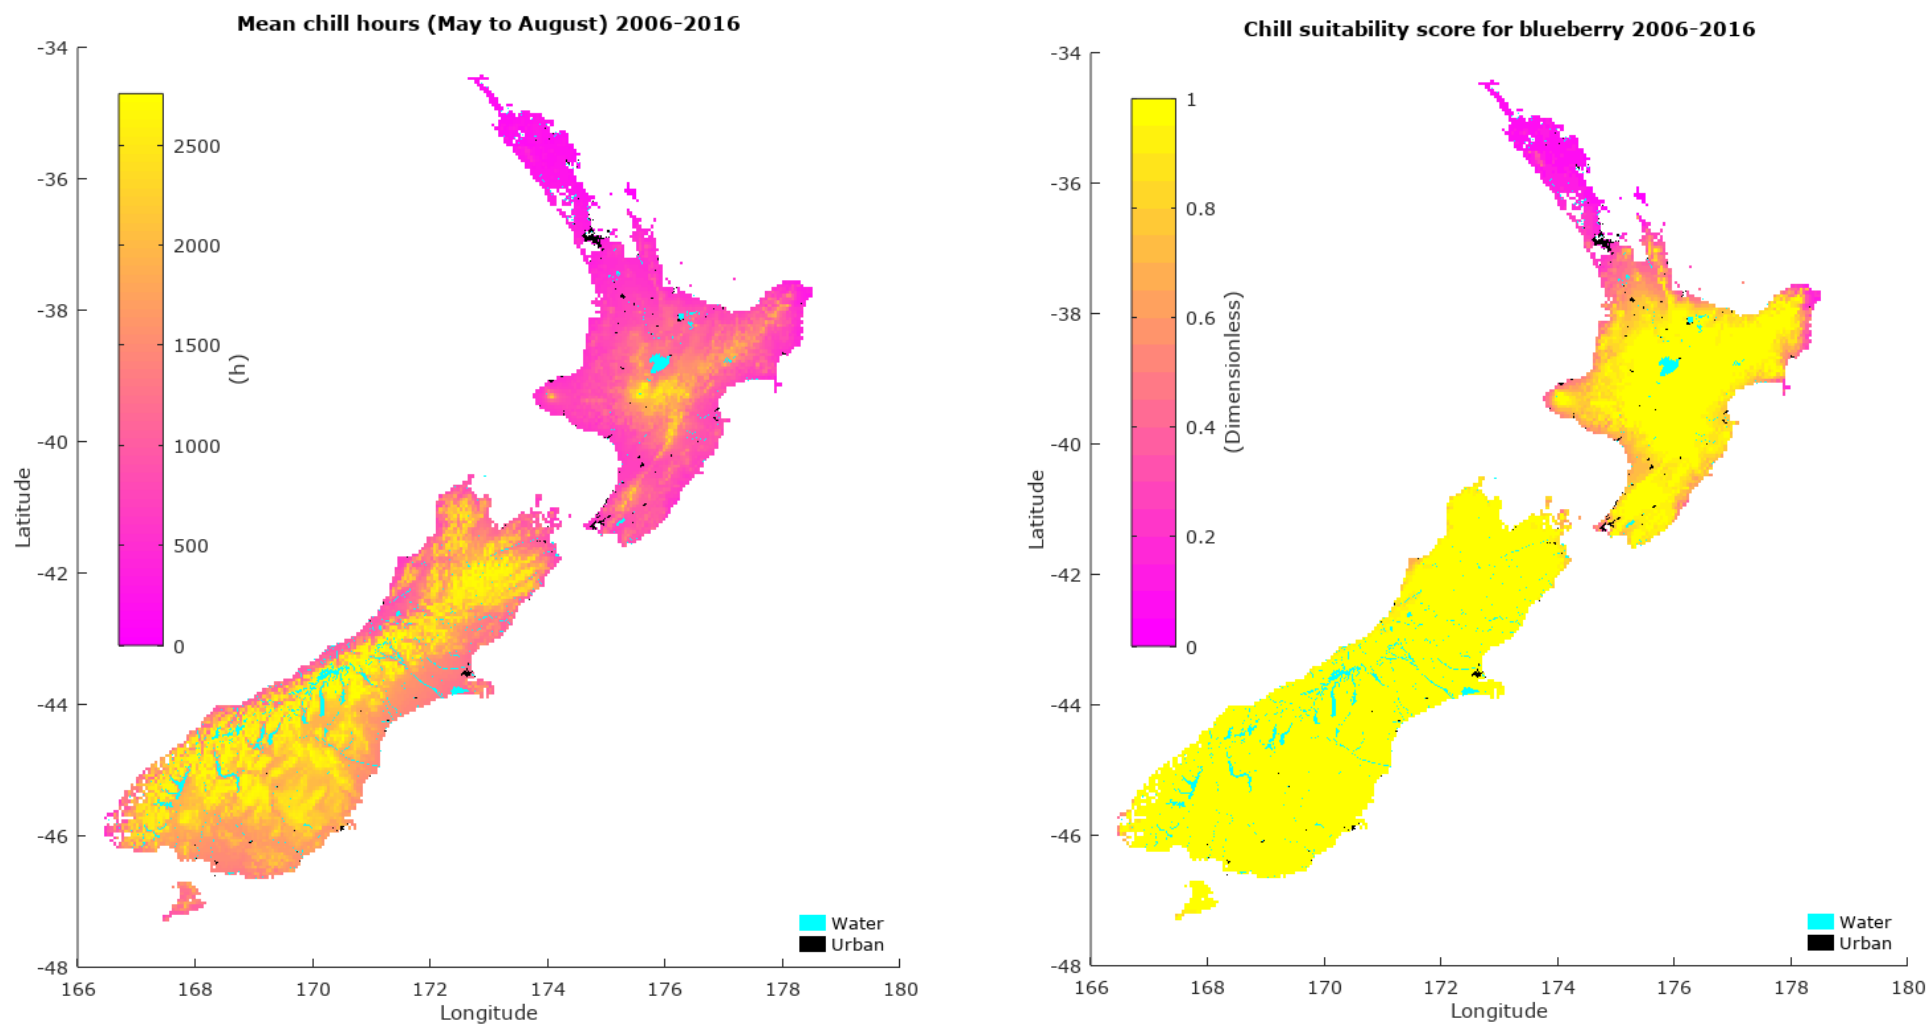 Mean chill hours (May to August) 2006-2016
-34
-36
-38
-40
-42
-44
-46
-48
Latitude
2500
2000
1500
1000
500
0
(h)
Water
Urban
166 168 170 172 174 176 178 180
Longitude
Chill suitability score for blueberry 2006-2016
-34
-36
-38
-40
-42
-44
-46
-48
Latitude
1
0.8
0.6
0.4
0.2
0
(Dimensionless)
Water
Urban
166 168 170 172 174 176 178 180
Longitude